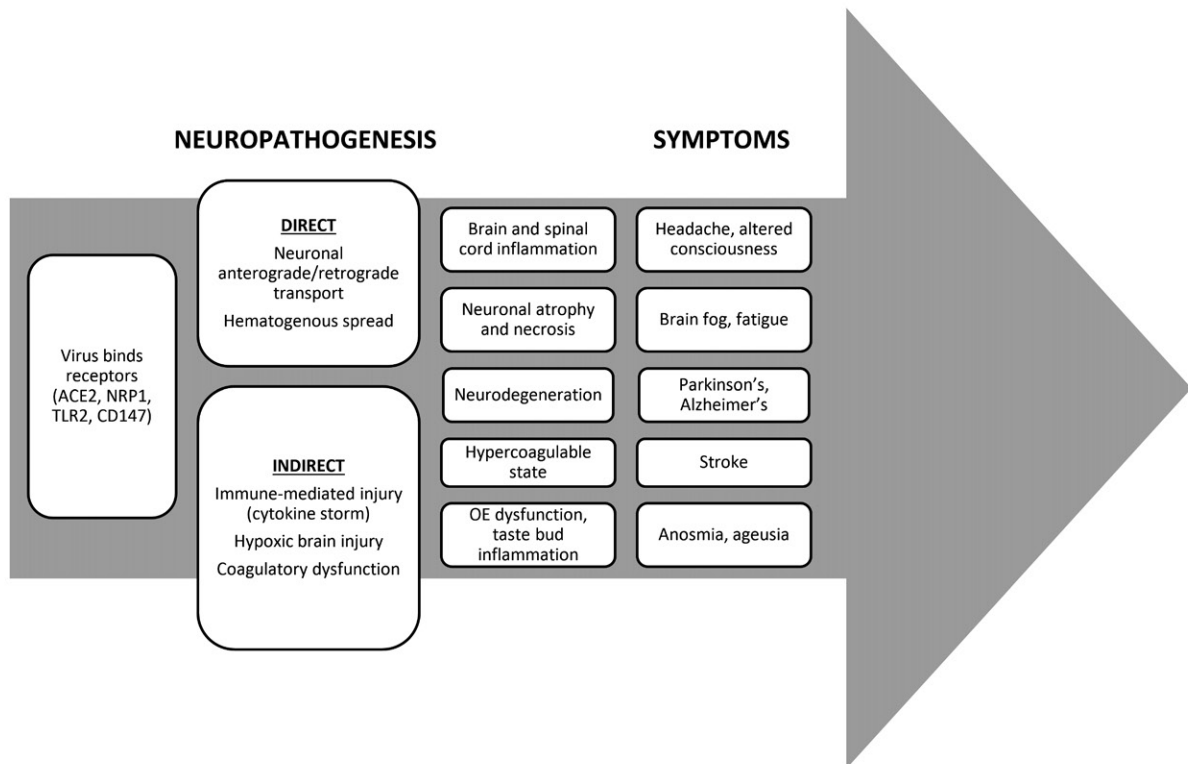 NEUROPATHOGENESIS
SYMPTOMS
Virus binds
receptors
(ACE2, NRP1,
TLR2, CD147)
DIRECT
Neuronal
anterograde/retrograde
transport
Hematogenous spread
INDIRECT
Immune-mediated injury
(cytokine storm)
Hypoxic brain injury
Coagulatory dysfunction
Brain and spinal
cord inflammation
Headache, altered
consciousness
Neuronal atrophy
and necrosis
Brain fog, fatigue
Neurodegeneration
Parkinson’s,
Alzheimer’s
Hypercoagulable
state
Stroke
OE dysfunction,
taste bud
inflammation
Anosmia, ageusia